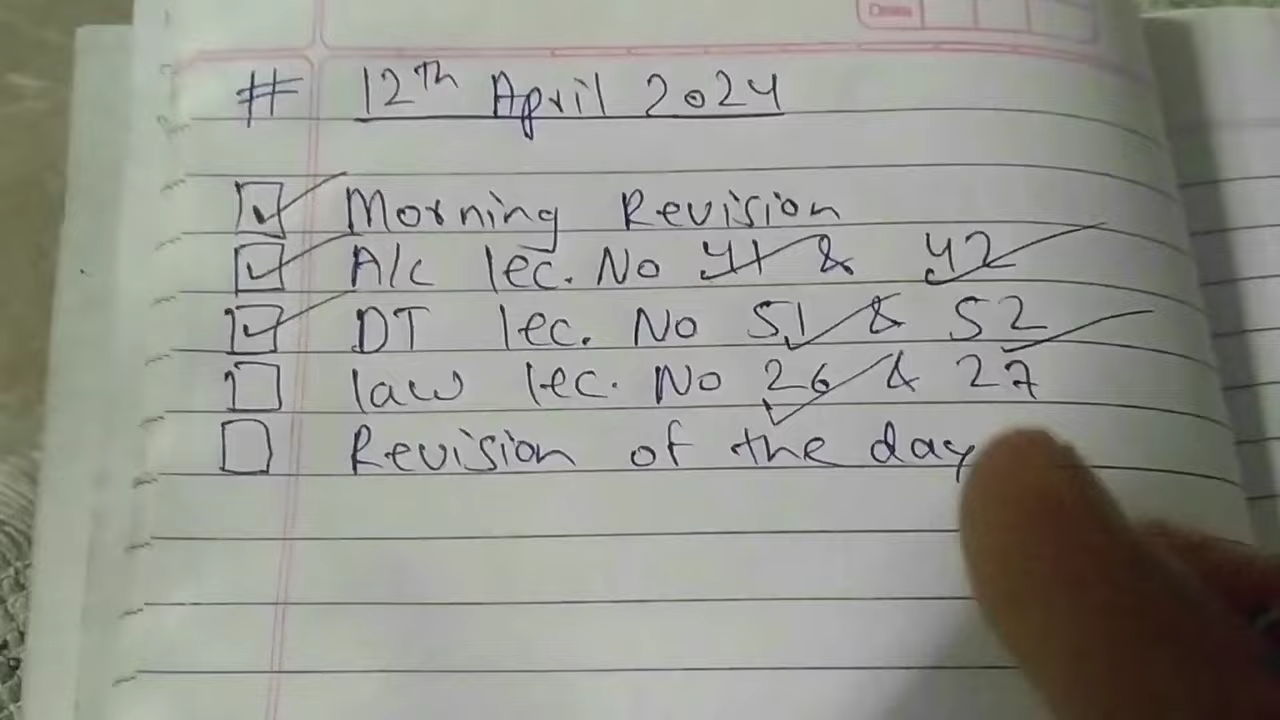 # 12Th April 2024
Morning Revision
A/c lec. No 41 & 42
DT lec. No 51 & 52
law lec. No 26 & 27
Revision of the day